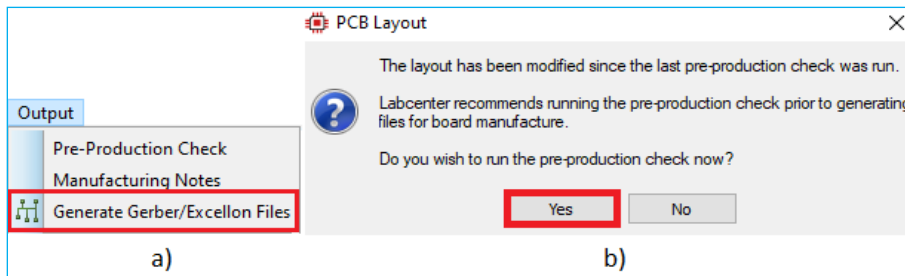 Output
Pre-Production Check
Manufacturing Notes
Generate Gerber/Excellon Files
a)
PCB Layout
The layout has been modified since the last pre-production check was run.
Labcenter recommends running the pre-production check prior to generating
files for board manufacture.
Do you wish to run the pre-production check now?
Yes No
b)